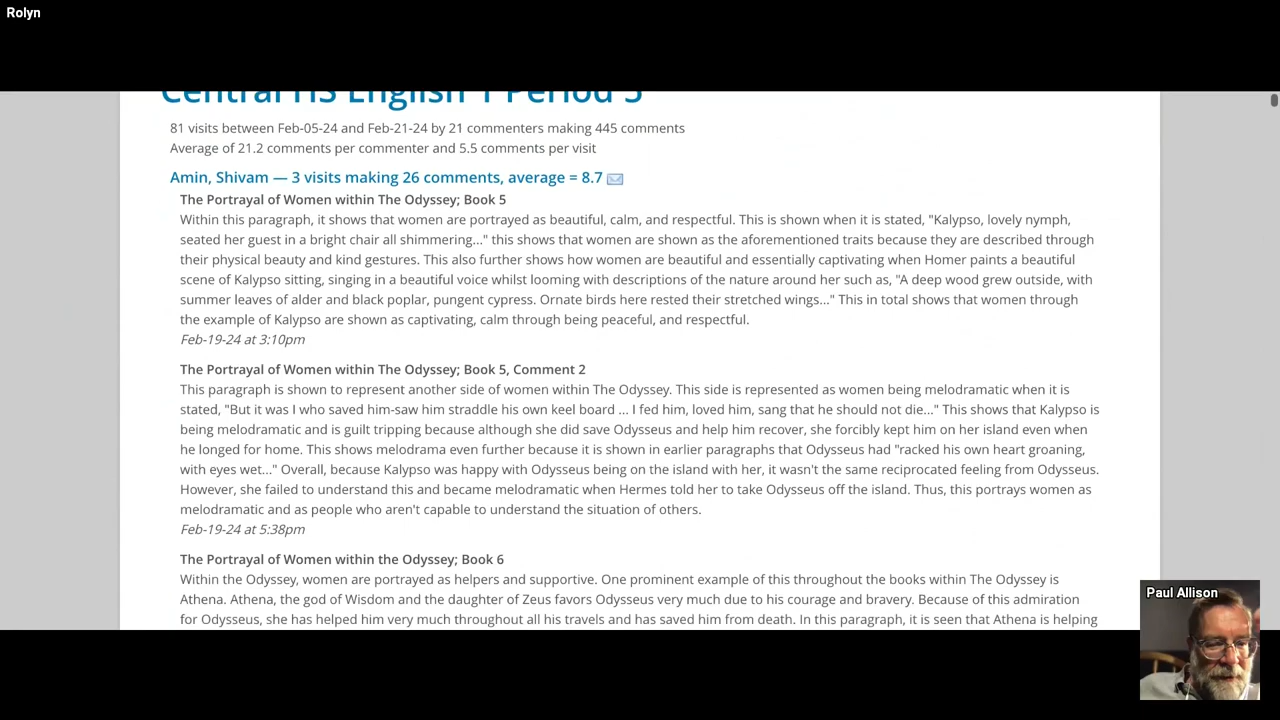 Rolyn
Central HS English 1 Period 5
81 visits between Feb-05-24 and Feb-21-24 by 21 commenters making 445 comments
Average of 21.2 comments per commenter and 5.5 comments per visit
Amin, Shivam — 3 visits making 26 comments, average = 8.7
The Portrayal of Women within The Odyssey; Book 5
Within this paragraph, it shows that women are portrayed as beautiful, calm, and respectful. This is shown when it is stated, "Kalypso, lovely nymph,
seated her guest in a bright chair all shimmering..." this shows that women are shown as the aforementioned traits because they are described through
their physical beauty and kind gestures. This also further shows how women are beautiful and essentially captivating when Homer paints a beautiful
scene of Kalypso sitting, singing in a beautiful voice whilst looming with descriptions of the nature around her such as, "A deep wood grew outside, with
summer leaves of alder and black poplar, pungent cypress. Ornate birds here rested their stretched wings..." This in total shows that women through
the example of Kalypso are shown as captivating, calm through being peaceful, and respectful.
Feb-19-24 at 3:10pm
The Portrayal of Women within The Odyssey; Book 5, Comment 2
This paragraph is shown to represent another side of women within The Odyssey. This side is represented as women being melodramatic when it is
stated, "But it was I who saved him-saw him straddle his own keel board ... I fed him, loved him, sang that he should not die..." This shows that Kalypso is
being melodramatic and is guilt tripping because although she did save Odysseus and help him recover, she forcibly kept him on her island even when
he longed for home. This shows melodrama even further because it is shown in earlier paragraphs that Odysseus had "racked his own heart groaning,
with eyes wet..." Overall, because Kalypso was happy with Odysseus being on the island with her, it wasn't the same reciprocated feeling from Odysseus.
However, she failed to understand this and became melodramatic when Hermes told her to take Odysseus off the island. Thus, this portrays women as
melodramatic and as people who aren't capable to understand the situation of others.
Feb-19-24 at 5:38pm
The Portrayal of Women within the Odyssey; Book 6
Within the Odyssey, women are portrayed as helpers and supportive. One prominent example of this throughout the books within The Odyssey is
Athena. Athena, the god of Wisdom and the daughter of Zeus favors Odysseus very much due to his courage and bravery. Because of this admiration
for Odysseus, she has helped him very much throughout all his travels and has saved him from death. In this paragraph, it is seen that Athena is helping
Paul Allison